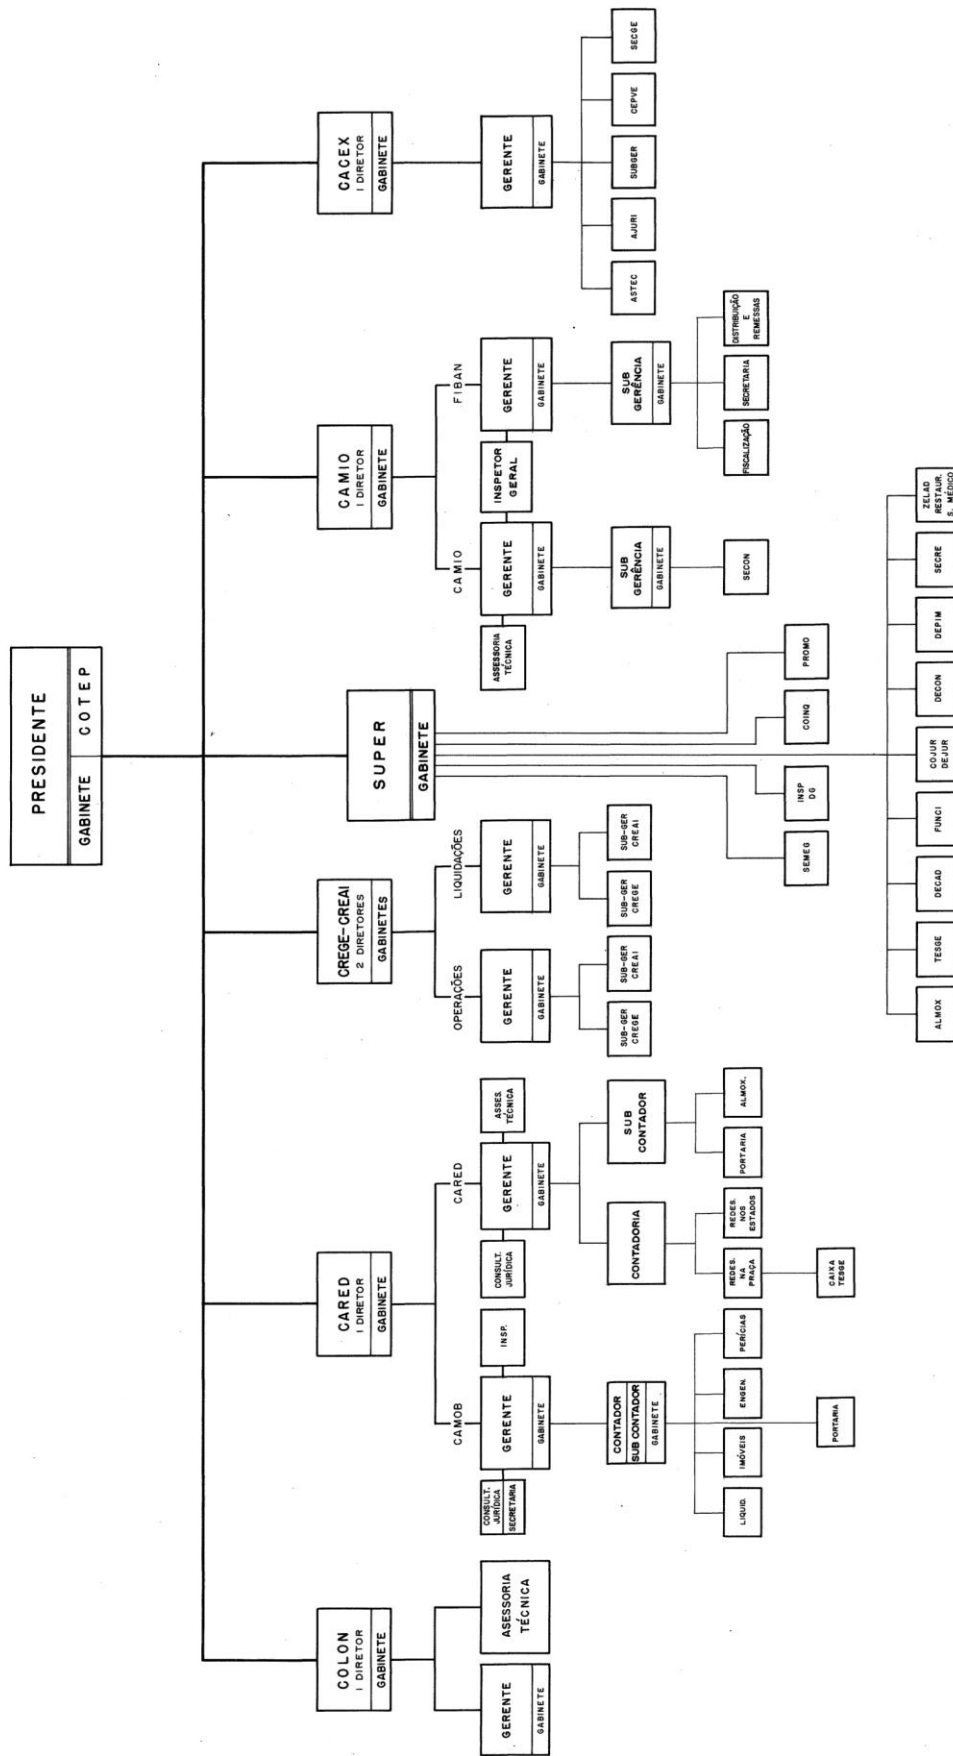 PRESIDENTE
GABINETE
COTEP
COLON
1 DIRETOR
GABINETE
CARED
1 DIRETOR
GABINETE
CREGE-CREAI
2 DIRETORES
GABINETES
SUPER
GABINETE
CAMIO
1 DIRETOR
GABINETE
CACEX
1 DIRETOR
GABINETE
GERENTE
GABINETE
ASESSORIA
TÉCNICA
CAMOB
CONSULT.
JURÍDICA
SECRETARIA
GERENTE
GABINETE
INSP.
CARED
CONSULT.
JURÍDICA
GERENTE
GABINETE
ASSES.
TÉCNICA
OPERAÇÕES
GERENTE
GABINETE
LIQUIDAÇÕES
GERENTE
GABINETE
CAMIO
ASSESSORIA
TÉCNICA
GERENTE
GABINETE
INSPETOR
GERAL
FIBAN
GERENTE
GABINETE
GERENTE
GABINETE
CONTADOR
SUB CONTADOR
GABINETE
CONTADORIA
SUB
CONTADOR
SUB-GER
CREGE
SUB-GER
CREAI
SUB-GER
CREGE
SUB-GER
CREAI
SUB
GERÊNCIA
GABINETE
SUB
GERÊNCIA
GABINETE
ASTEC
AJURI
SUBGER
CEPVE
SECGE
LIQUID.
IMÓVEIS
ENGEN.
PERÍCIAS
REDES.
NA
PRAÇA
REDES.
NOS
ESTADOS
PORTARIA
ALMOX.
SEMEG
INSP
DG
COINQ
PROMO
SECON
FISCALIZAÇÃO
SECRETARIA
DISTRIBUIÇÃO
E
REMESSAS
PORTARIA
CAIXA
TESGE
ALMOX
TESGE
DECAD
FUNCI
COJUR
DEJUR
DECON
DEPIM
SECRE
ZELAD
RESTAUR.
S. MÉDICO